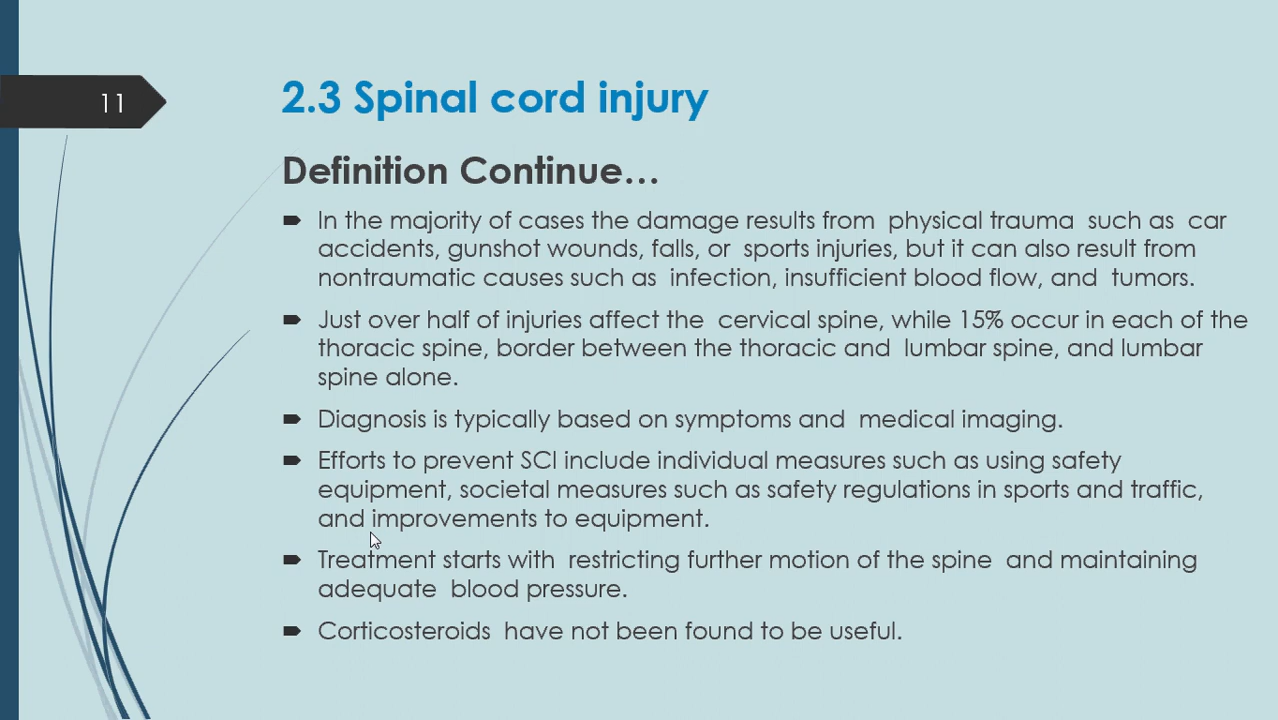 11
2.3 Spinal cord injury
Definition Continue...
In the majority of cases the damage results from physical trauma such as car
accidents, gunshot wounds, falls, or sports injuries, but it can also result from
nontraumatic causes such as infection, insufficient blood flow, and tumors.
Just over half of injuries affect the cervical spine, while 15% occur in each of the
thoracic spine, border between the thoracic and lumbar spine, and lumbar
spine alone.
Diagnosis is typically based on symptoms and medical imaging.
Efforts to prevent SCI include individual measures such as using safety
equipment, societal measures such as safety regulations in sports and traffic,
and improvements to equipment.
Treatment starts with restricting further motion of the spine and maintaining
adequate blood pressure.
Corticosteroids have not been found to be useful.